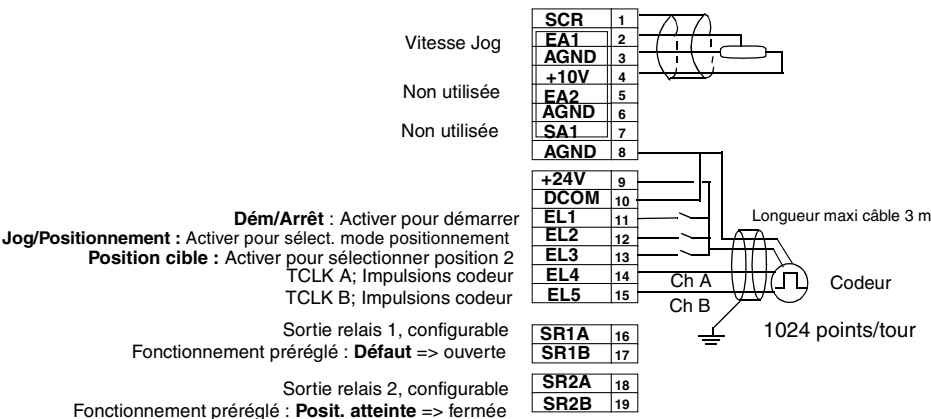 SCR 1
Vitesse Jog EA1 2
AGND 3
+10V 4
Non utilisée EA2 5
AGND 6
Non utilisée SA1 7
AGND 8
+24V 9
DCOM 10
Dém/Arrêt : Activer pour démarrer EL1 11
Longueur maxi câble 3 m
Jog/Positionnement : Activer pour sélect. mode positionnement EL2 12
Position cible : Activer pour sélectionner position 2 EL3 13
TCLK A; Impulsions codeur EL4 14 Ch A Codeur
TCLK B; Impulsions codeur EL5 15 Ch B
1024 points/tour
Sortie relais 1, configurable SR1A 16
Fonctionnement préréglé : Défaut => ouverte SR1B 17
Sortie relais 2, configurable SR2A 18
Fonctionnement préréglé : Posit. atteinte => fermée SR2B 19